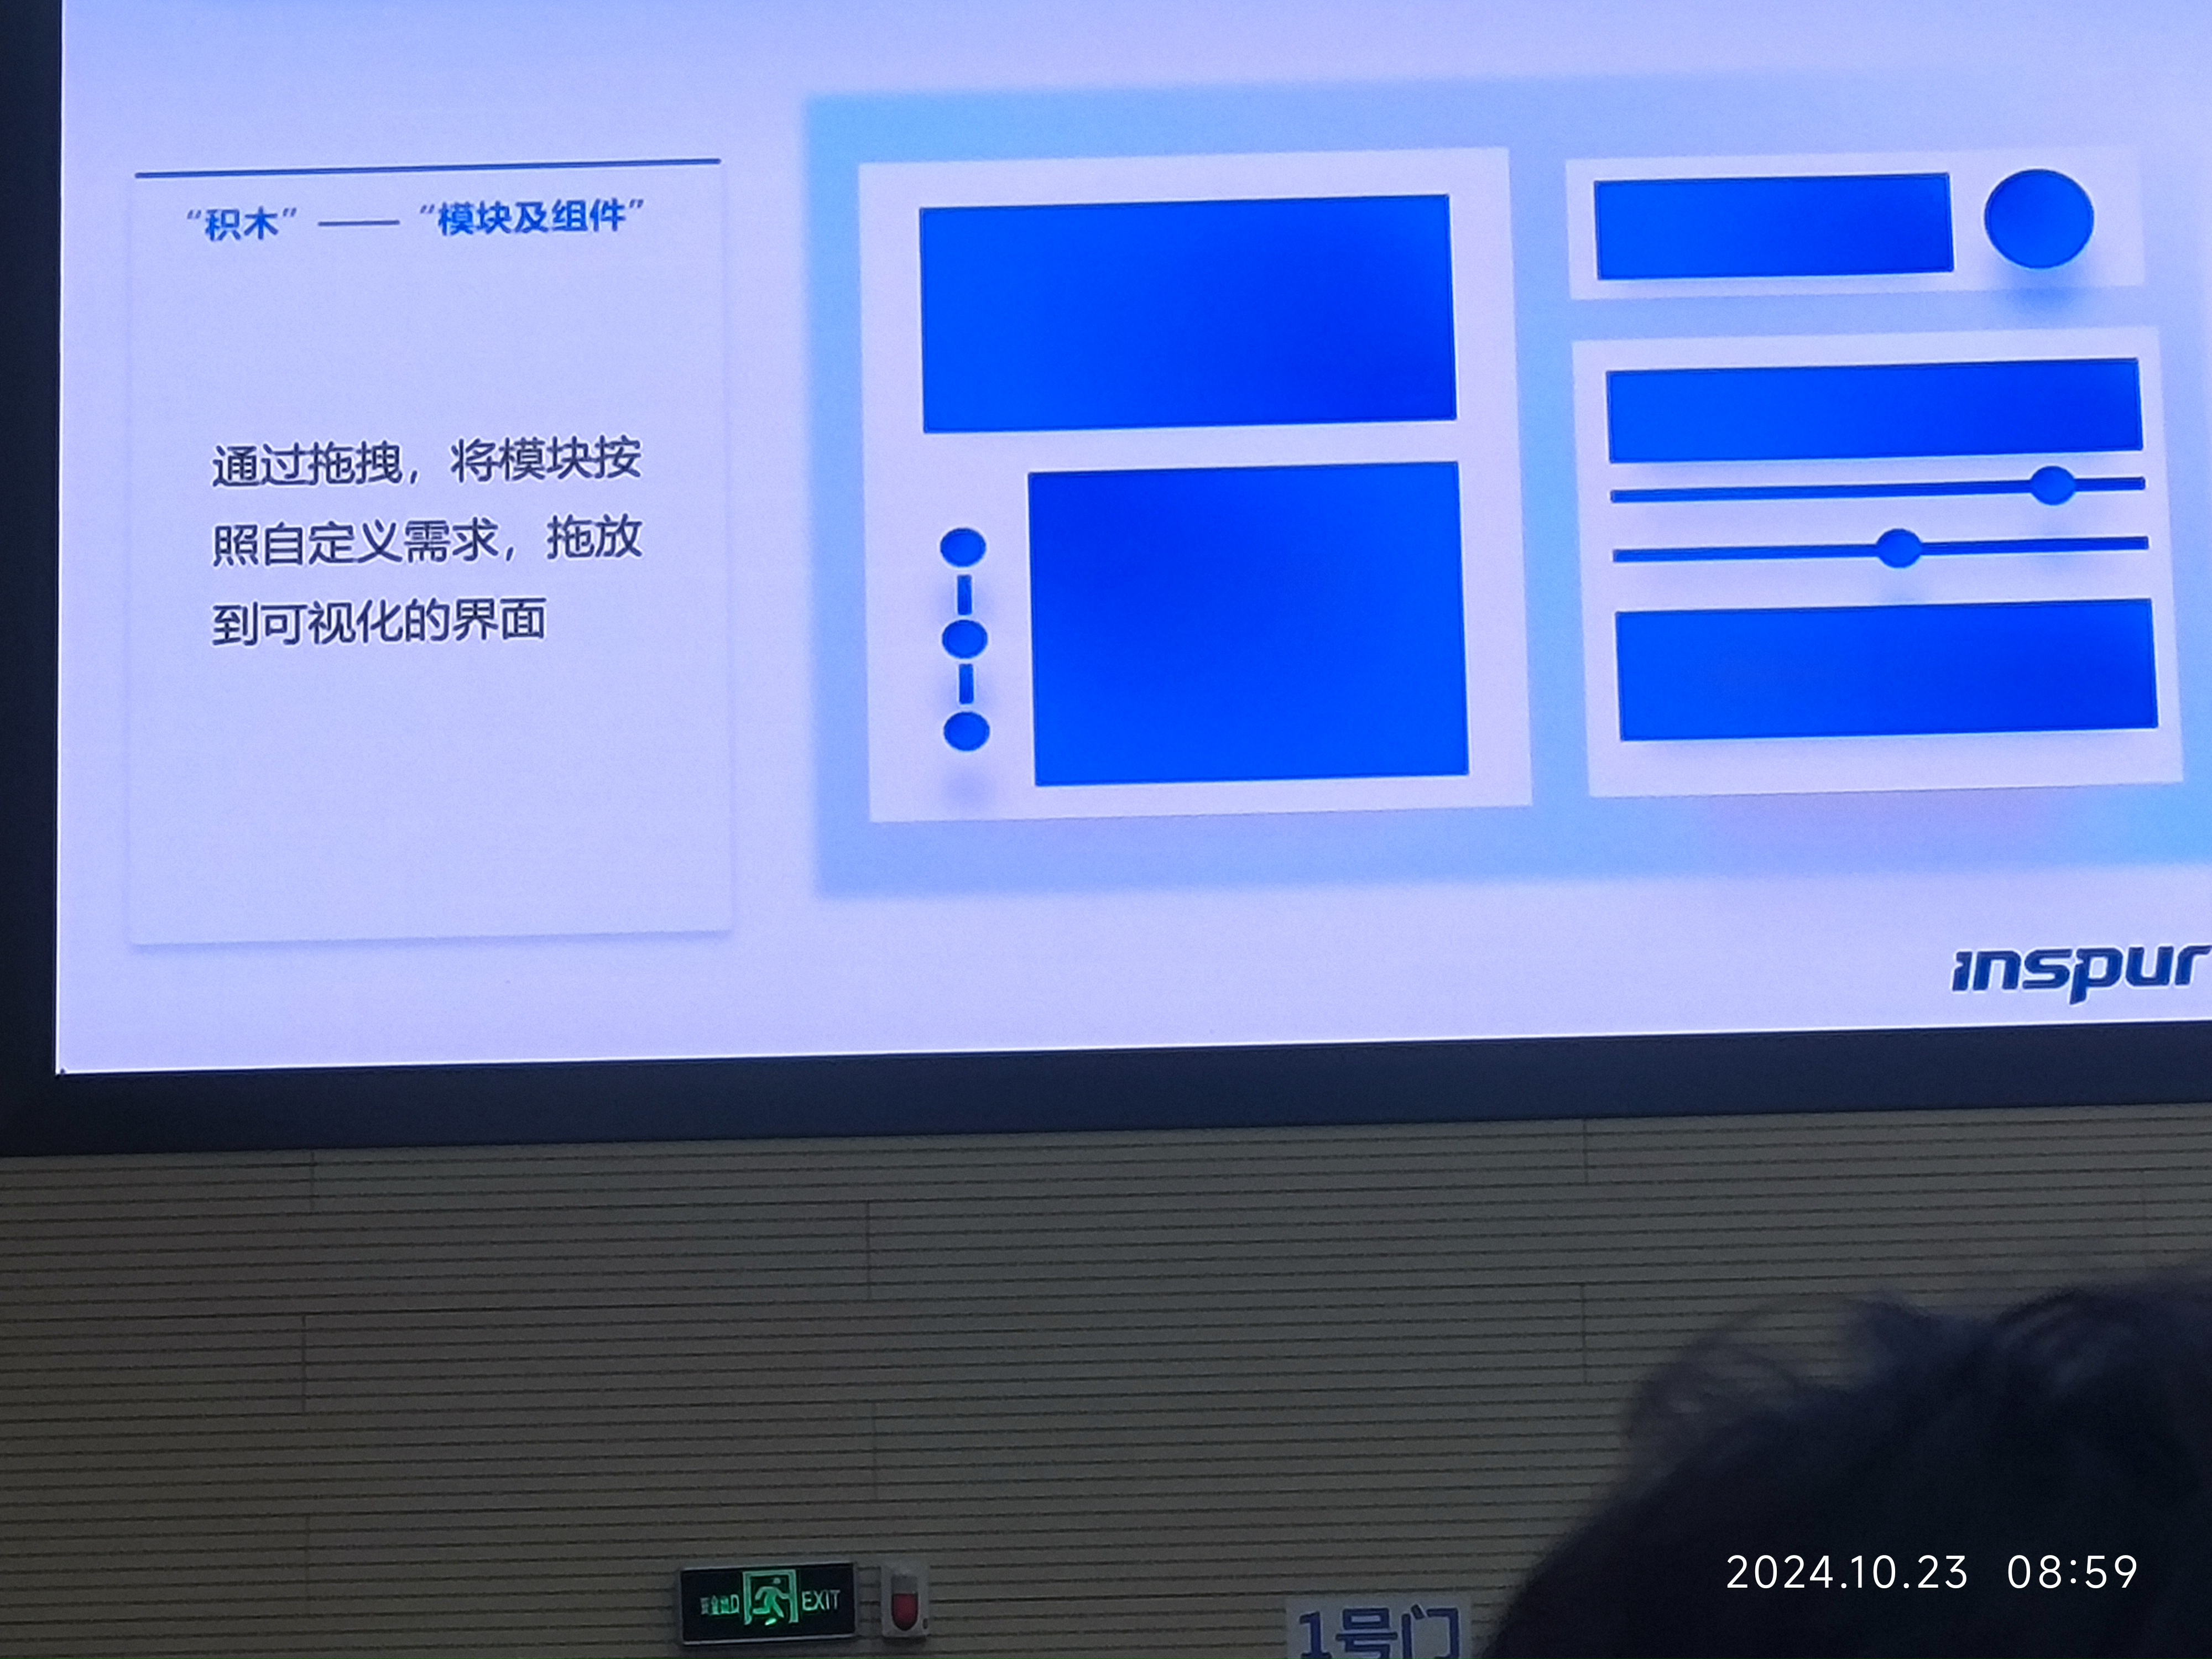 “积木” —— “模块及组件”
通过拖拽，将模块按
照自定义需求，拖放
到可视化的界面
inspur
安全出口 EXIT
1号门
2024.10.23 08:59